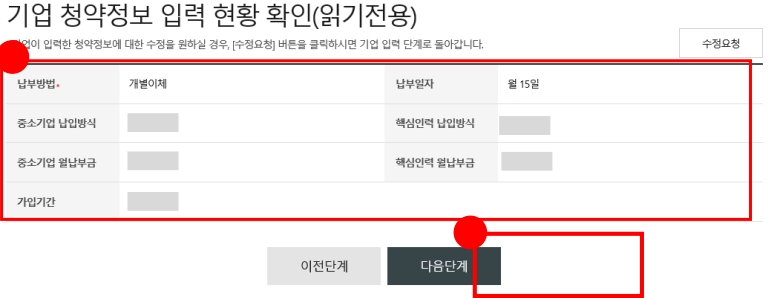 기업 청약정보 입력 현황 확인(읽기전용)
기업이 입력한 청약정보에 대한 수정을 원하실 경우, [수정요청] 버튼을 클릭하시면 기업 입력 단계로 돌아갑니다.
수정요청
납부방법• 개별이체 납부일자 월 15일
중소기업 납입방식 핵심인력 납입방식
중소기업 월납부금 핵심인력 월납부금
가입기간
이전단계 다음단계